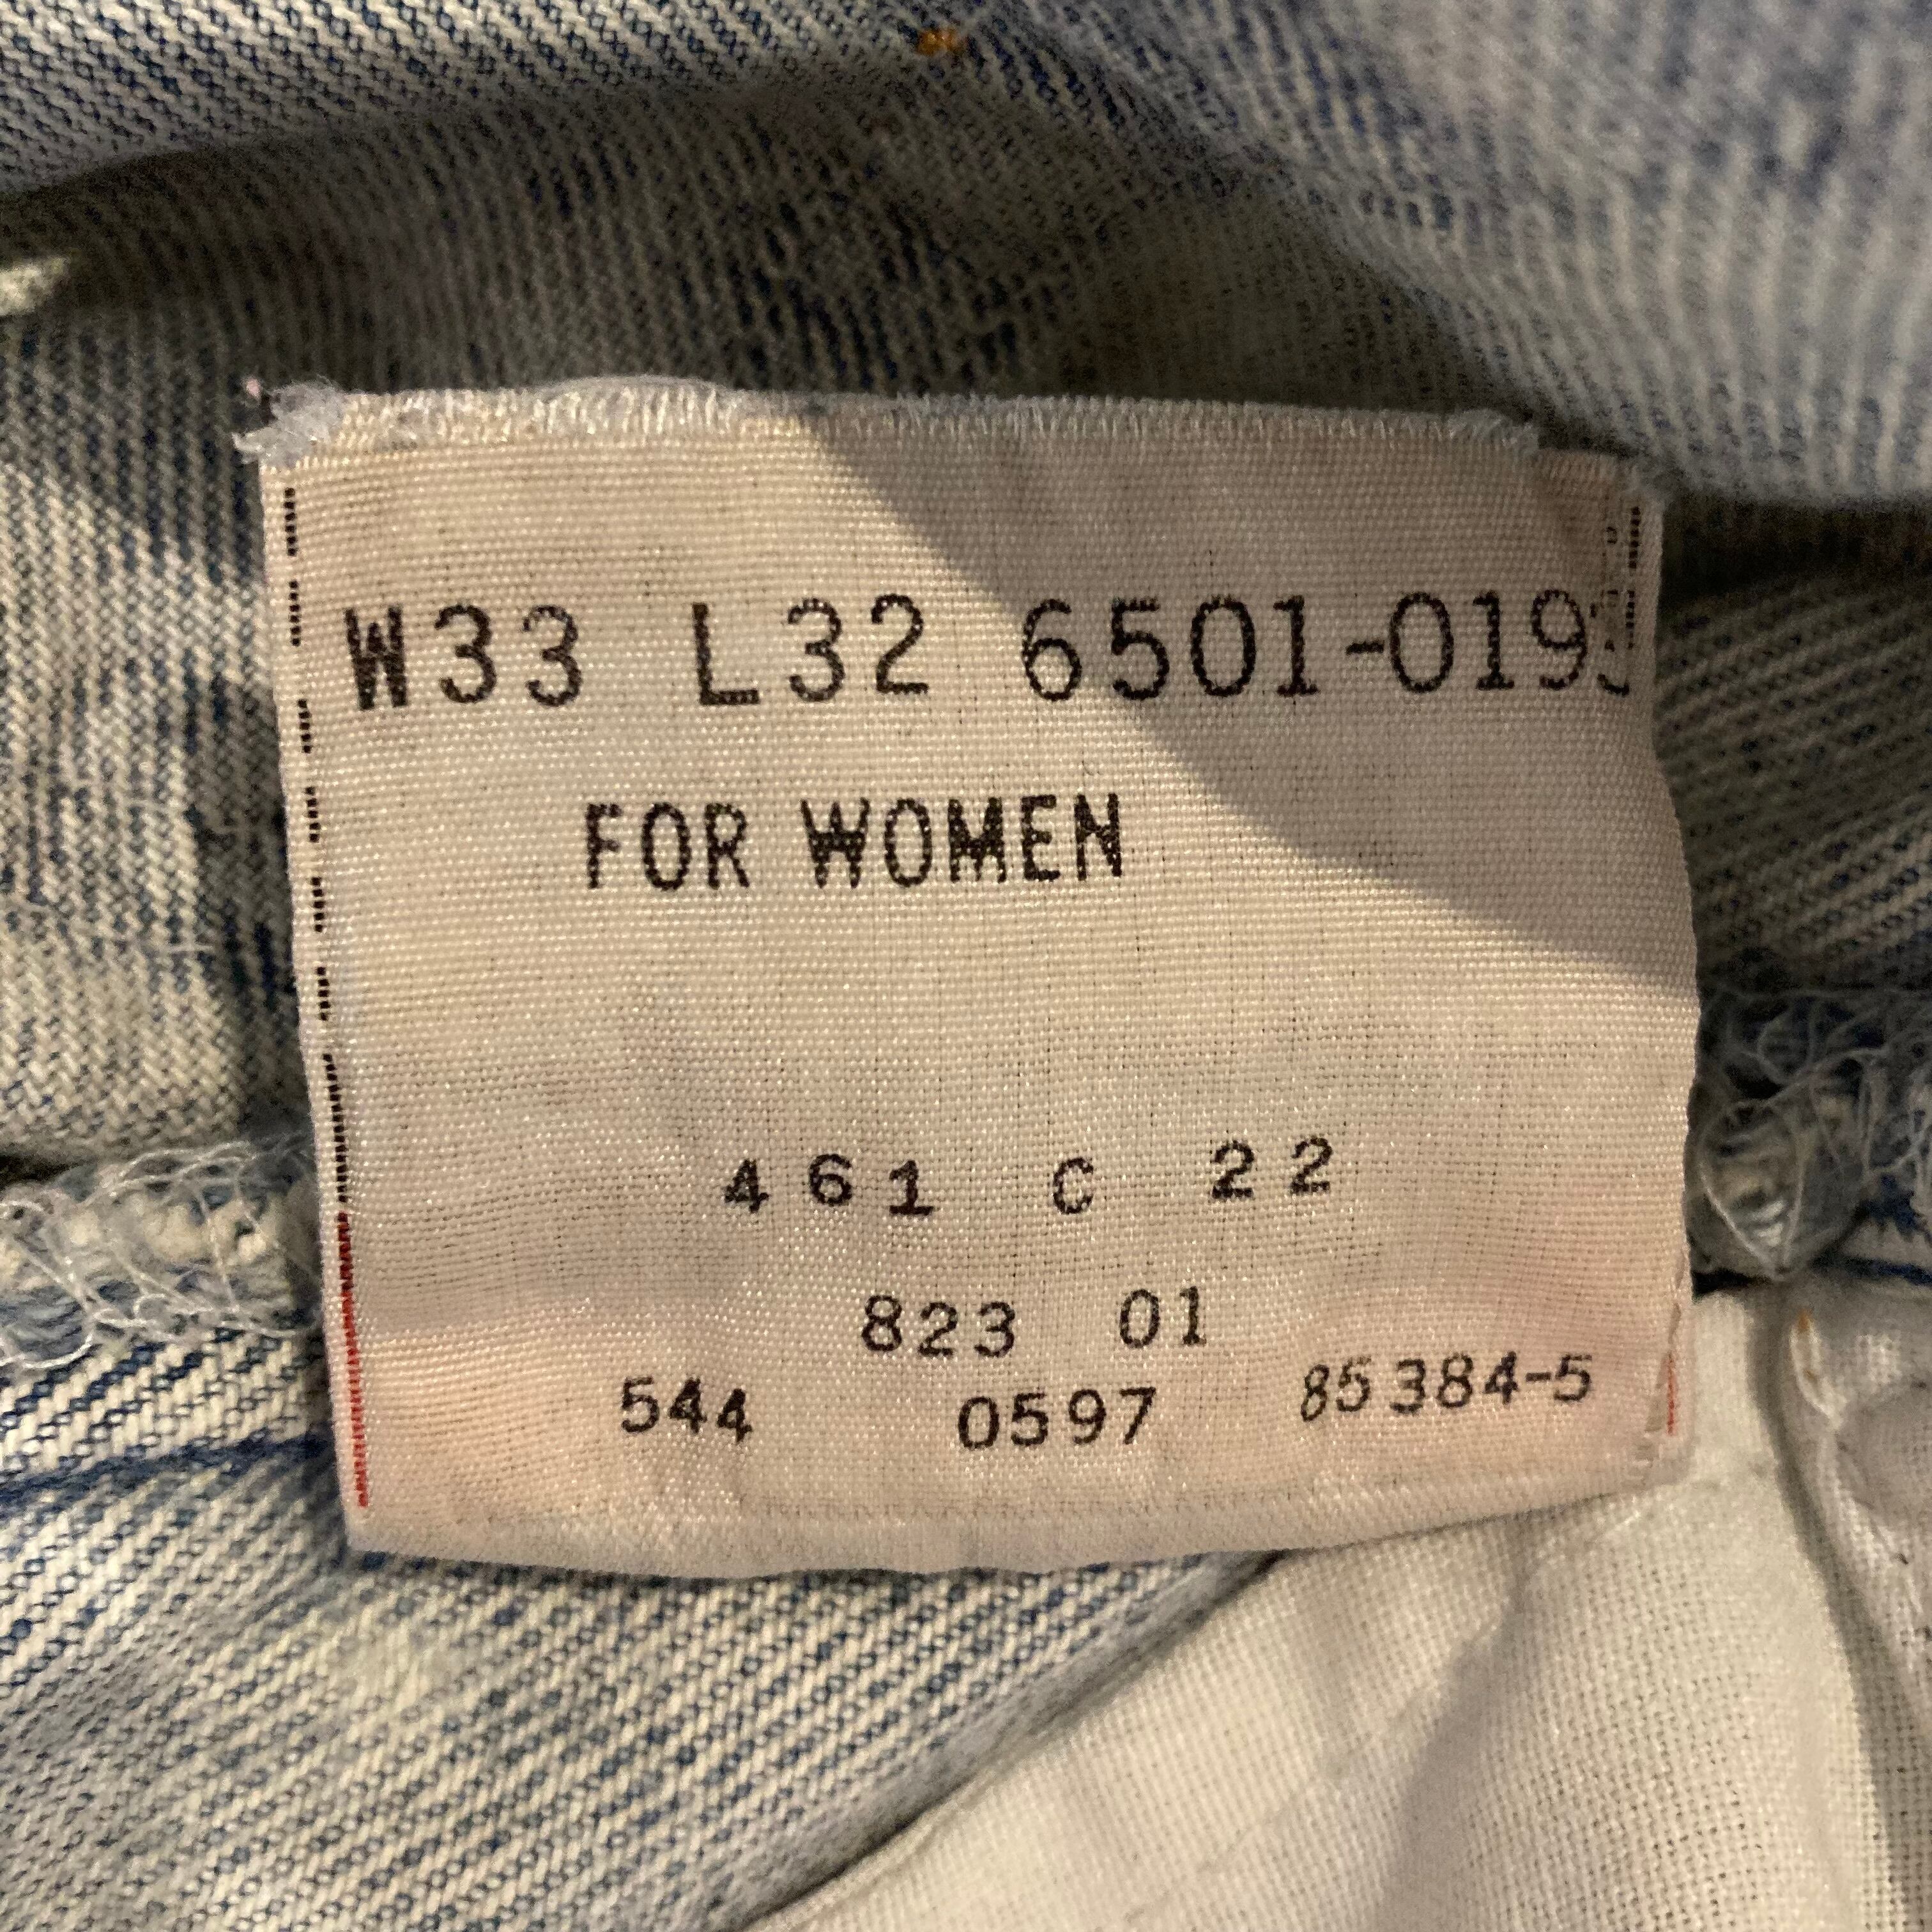 W33 L32 6501-0193
FOR WOMEN
461 C 22
823 01
544 0597 85384-5